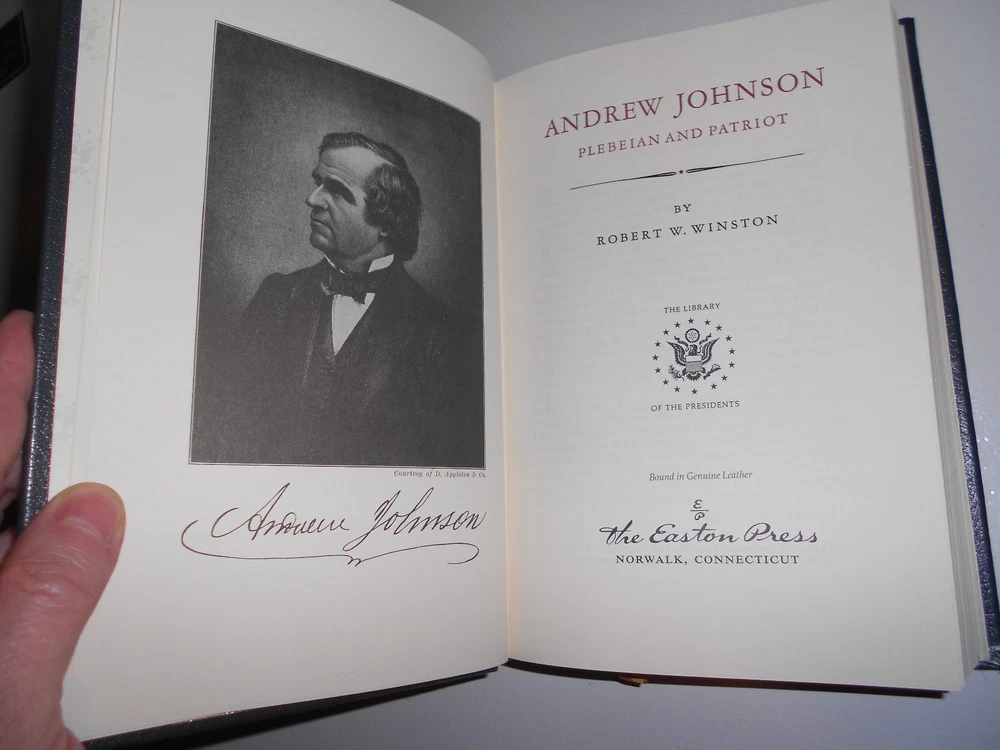 Courtesy of D. Appleton & Co.
Andrew Johnson
ANDREW JOHNSON
PLEBEIAN AND PATRIOT
BY
ROBERT W. WINSTON
THE LIBRARY
OF THE PRESIDENTS
Bound in Genuine Leather
E
P
The Easton Press
NORWALK, CONNECTICUT